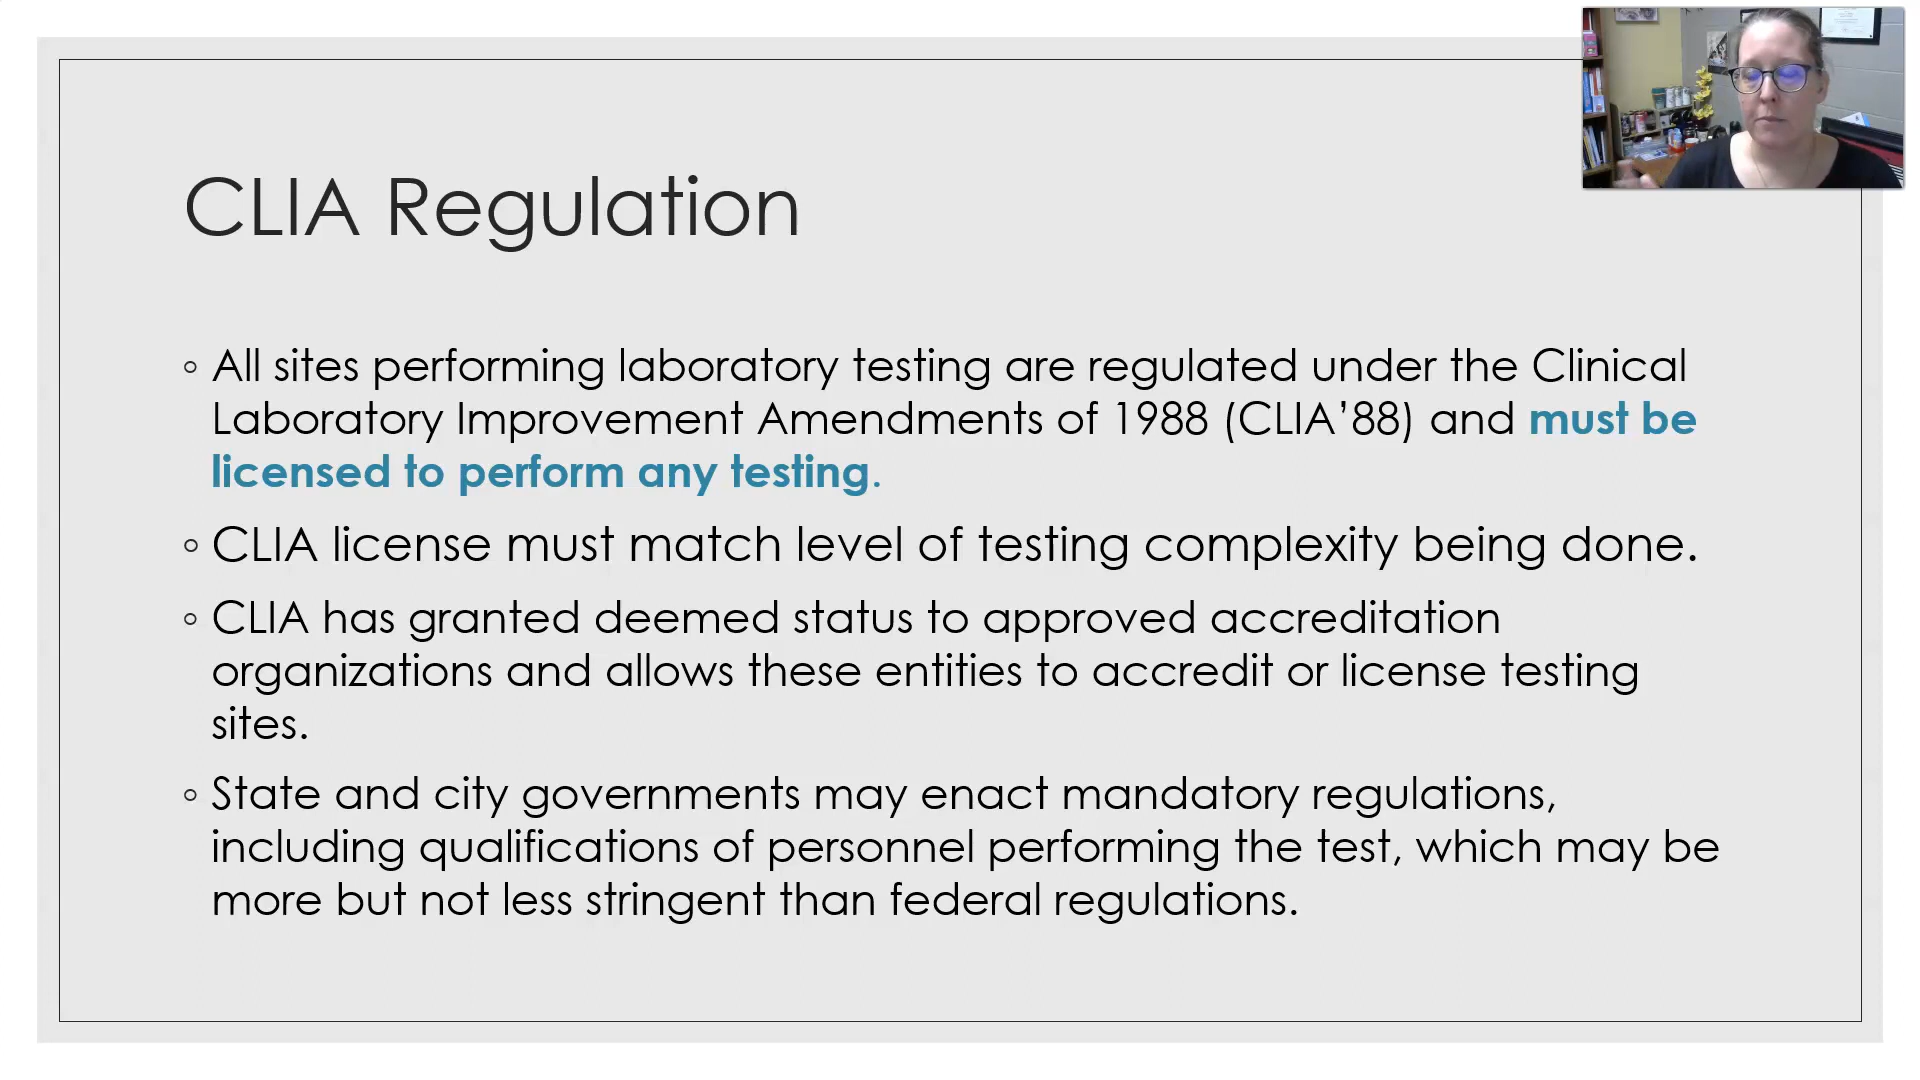 CLIA Regulation
◦ All sites performing laboratory testing are regulated under the Clinical
Laboratory Improvement Amendments of 1988 (CLIA’88) and must be
licensed to perform any testing.
◦ CLIA license must match level of testing complexity being done.
◦ CLIA has granted deemed status to approved accreditation
organizations and allows these entities to accredit or license testing
sites.
◦ State and city governments may enact mandatory regulations,
including qualifications of personnel performing the test, which may be
more but not less stringent than federal regulations.